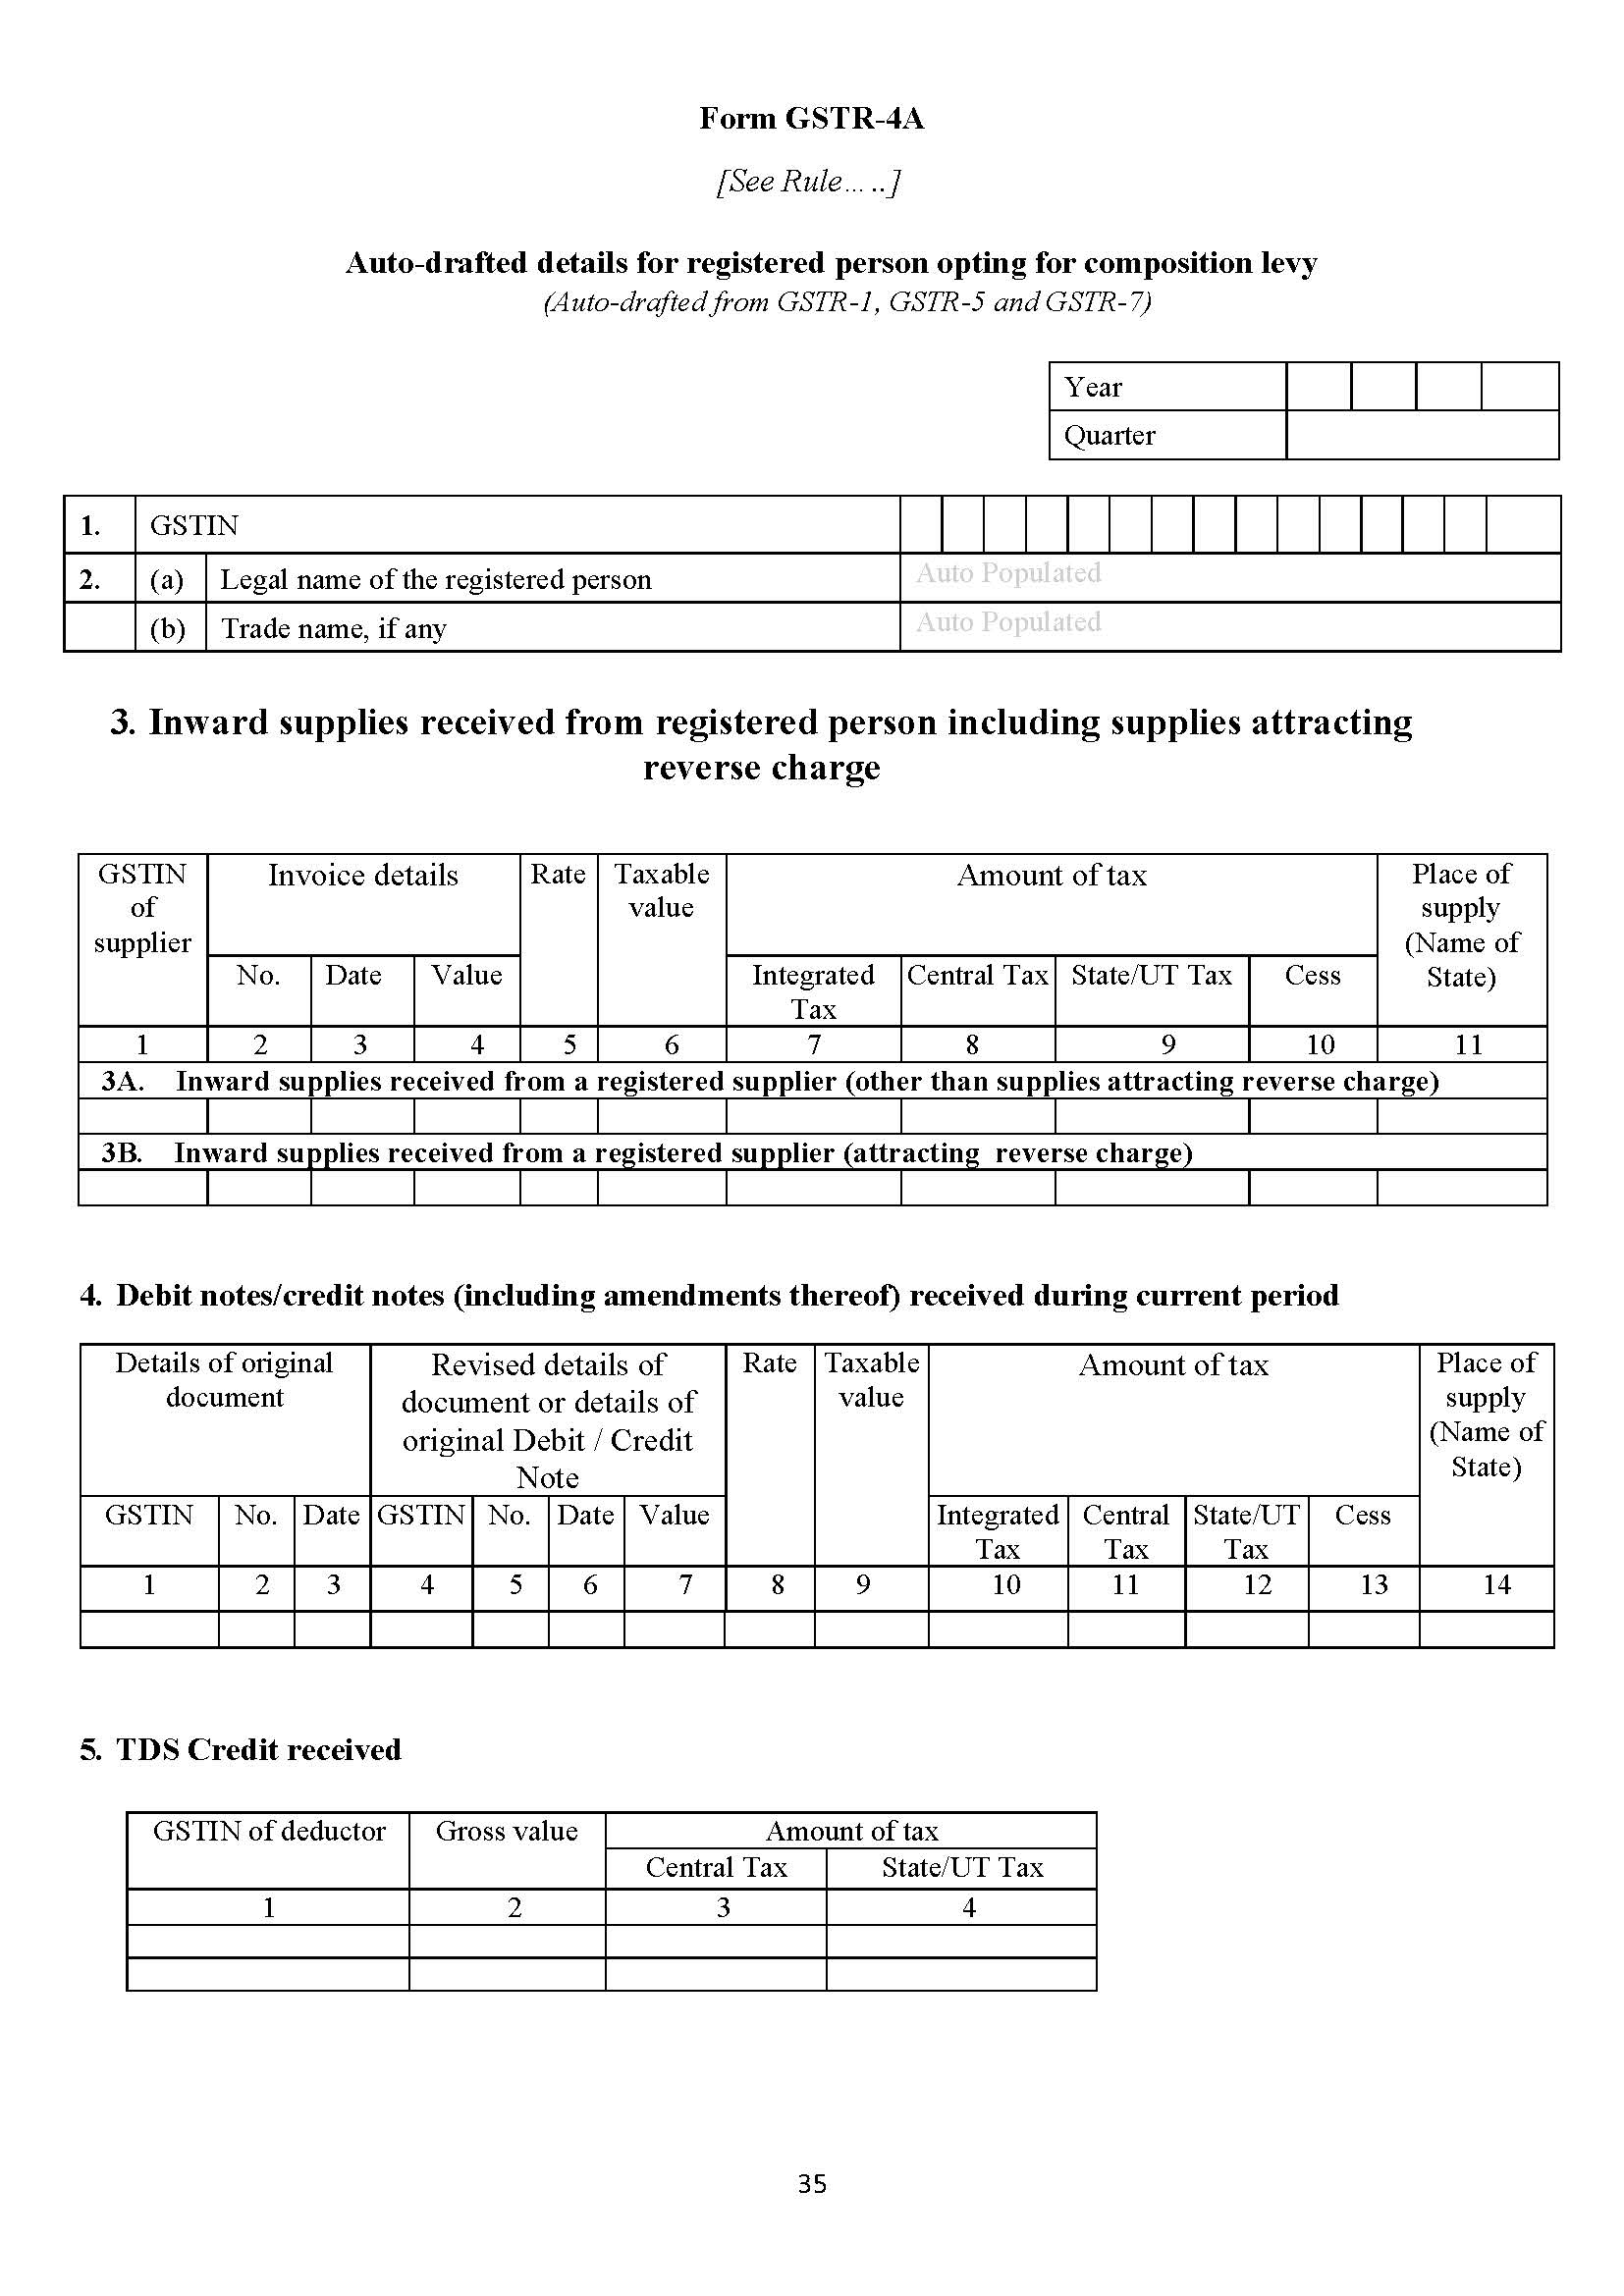 Form GSTR-4A
[See Rule… ..]
Auto-drafted details for registered person opting for composition levy
(Auto-drafted from GSTR-1, GSTR-5 and GSTR-7)
Year
Quarter
1. GSTIN
2. (a) Legal name of the registered person Auto Populated
(b) Trade name, if any Auto Populated
3. Inward supplies received from registered person including supplies attracting
reverse charge
GSTIN Invoice details Rate Taxable Amount of tax Place of
of value supply
supplier (Name of
No. Date Value Integrated Central Tax State/UT Tax Cess State)
Tax
1 2 3 4 5 6 7 8 9 10 11
3A. Inward supplies received from a registered supplier (other than supplies attracting reverse charge)
3B. Inward supplies received from a registered supplier (attracting reverse charge)
4. Debit notes/credit notes (including amendments thereof) received during current period
Details of original Revised details of Rate Taxable Amount of tax Place of
document document or details of value supply
original Debit / Credit (Name of
Note State)
GSTIN No. Date GSTIN No. Date Value Integrated Central State/UT Cess
Tax Tax Tax
1 2 3 4 5 6 7 8 9 10 11 12 13 14
5. TDS Credit received
GSTIN of deductor Gross value Amount of tax
Central Tax State/UT Tax
1 2 3 4
35